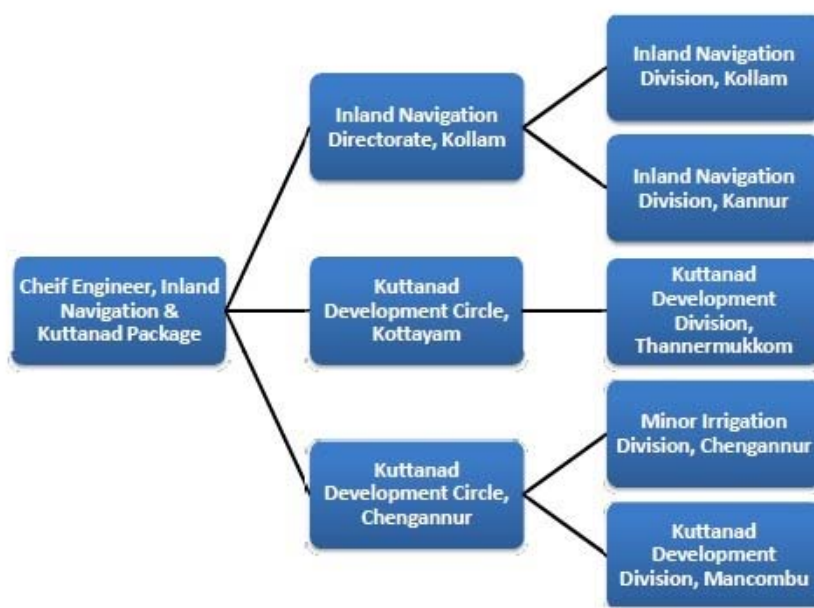 Cheif Engineer, Inland
Navigation &
Kuttanad Package
Inland Navigation
Directorate, Kollam
Inland Navigation
Division, Kollam
Inland Navigation
Division, Kannur
Kuttanad
Development Circle,
Kottayam
Kuttanad
Development
Division,
Thannermukkom
Kuttanad
Development Circle,
Chengannur
Minor Irrigation
Division, Chengannur
Kuttanad
Development
Division, Mancombu